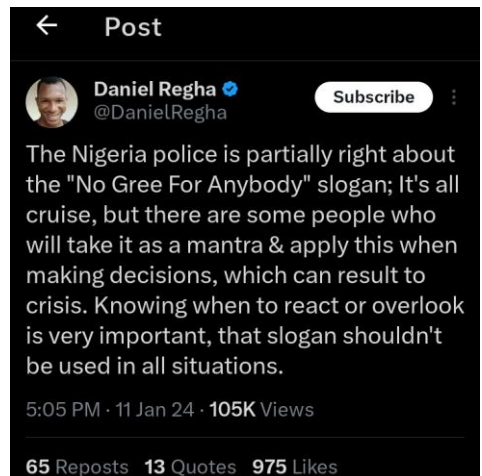 Post
Daniel Regha
Subscribe
@DanielRegha
The Nigeria police is partially right about
the "No Gree For Anybody" slogan; It's all
cruise, but there are some people who
will take it as a mantra & apply this when
making decisions, which can result to
crisis. Knowing when to react or overlook
is very important, that slogan shouldn't
be used in all situations.
5:05 PM · 11 Jan 24 · 105K Views
65 Reposts 13 Quotes 975 Likes